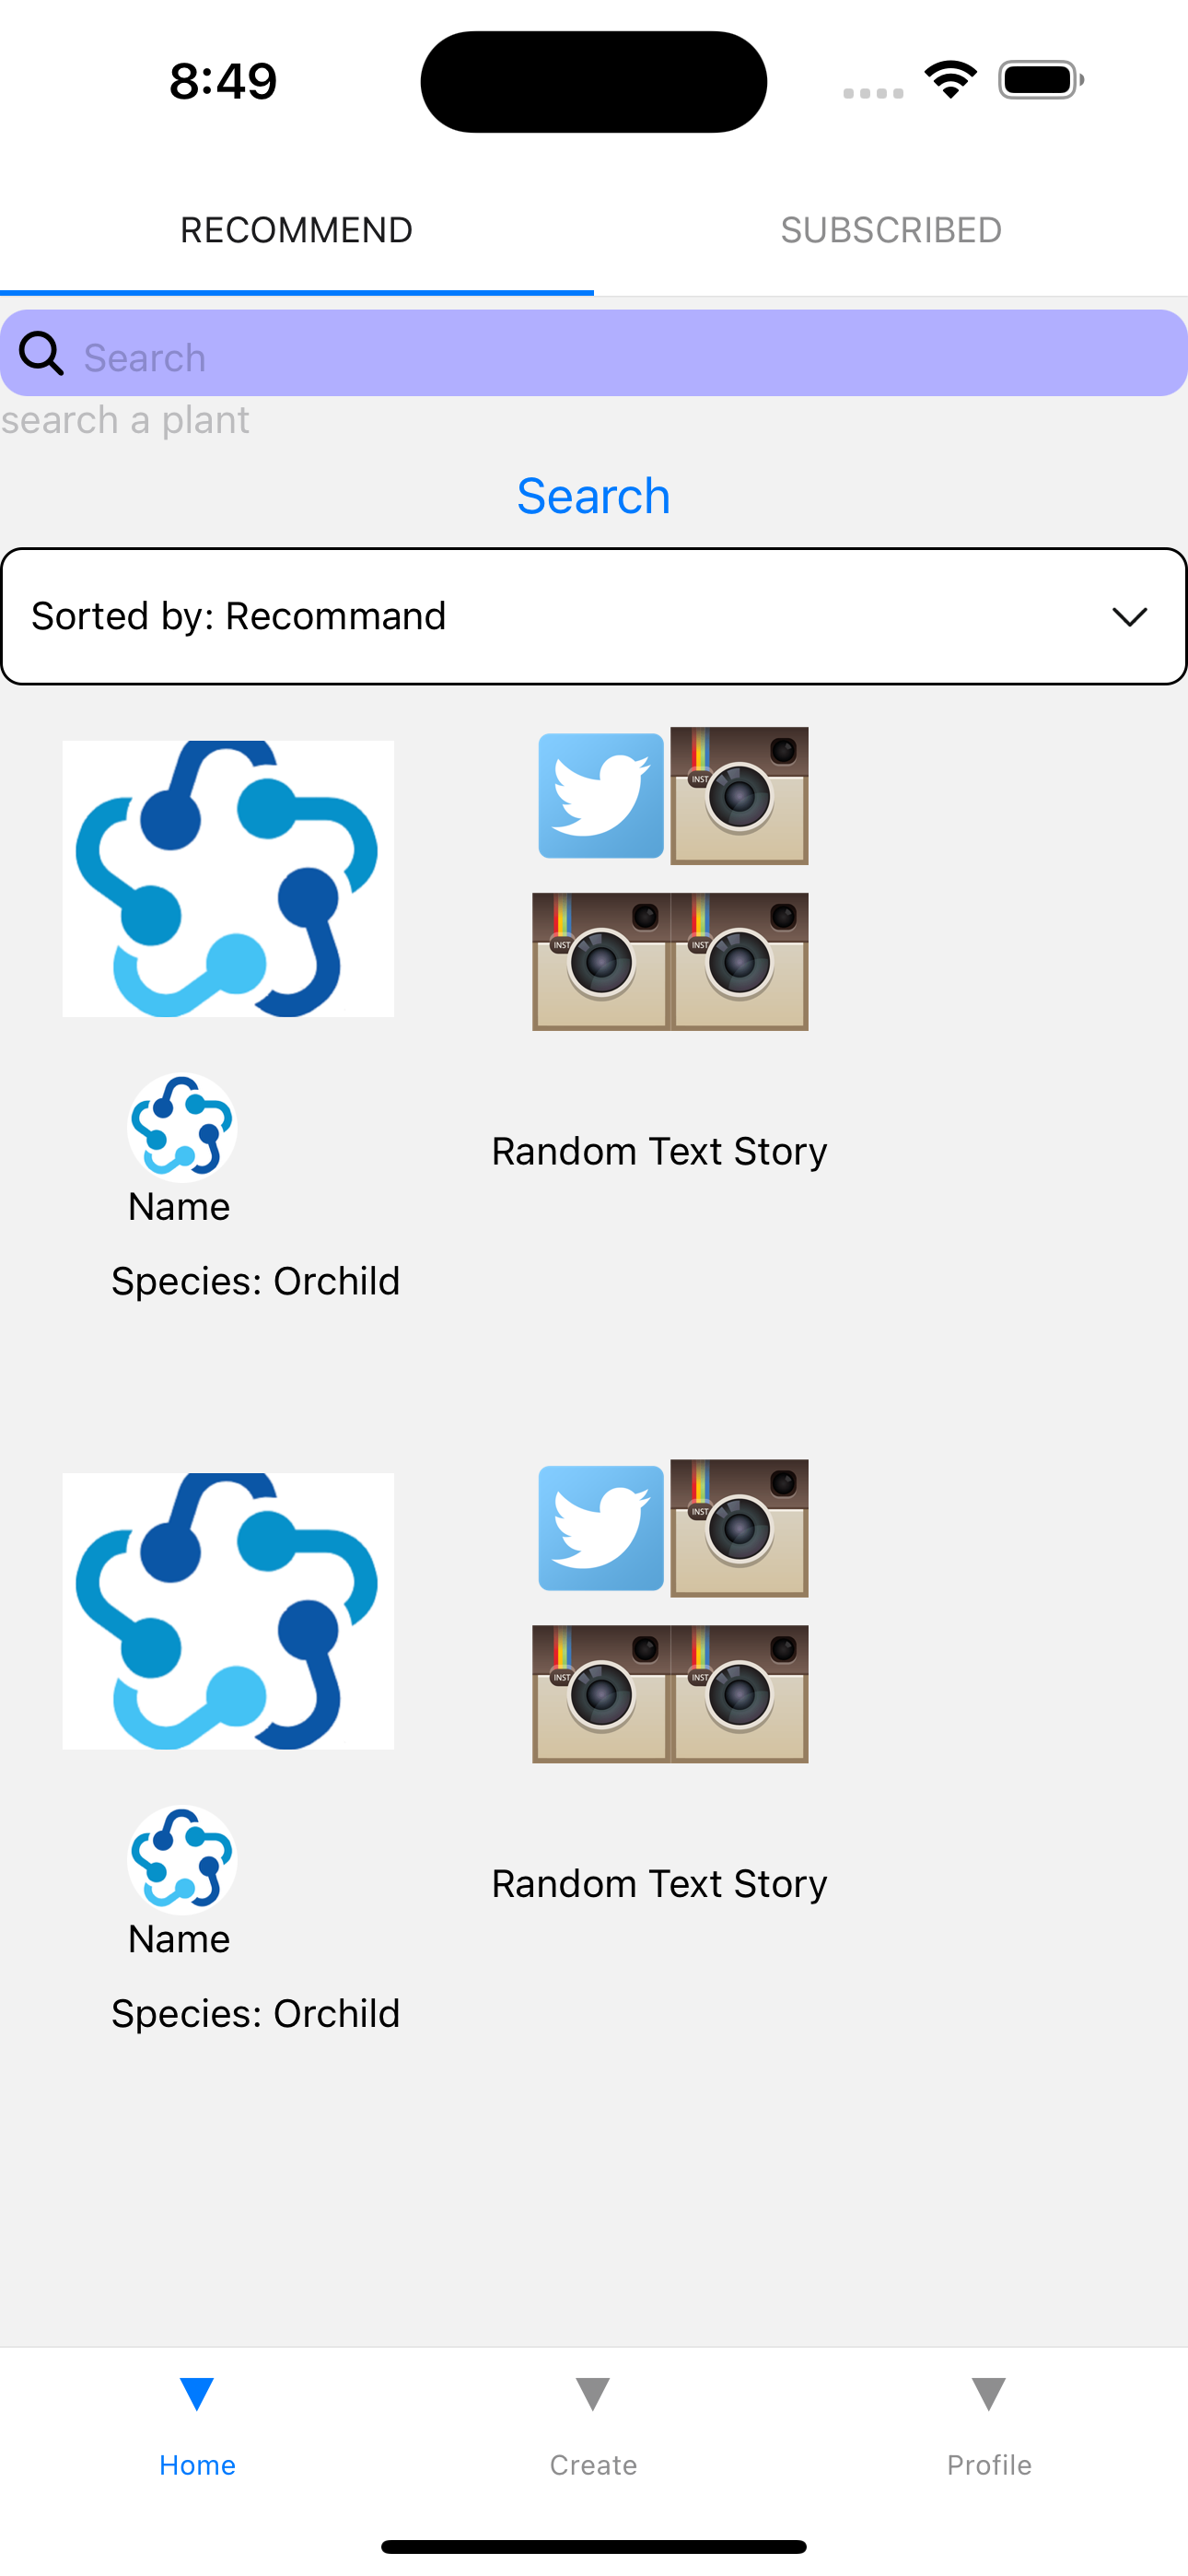 8:49
RECOMMEND SUBSCRIBED
Search
search a plant
Search
Sorted by: Recommand
INST
INST INST
Random Text Story
Name
Species: Orchild
INST
INST INST
Random Text Story
Name
Species: Orchild
Home Create Profile